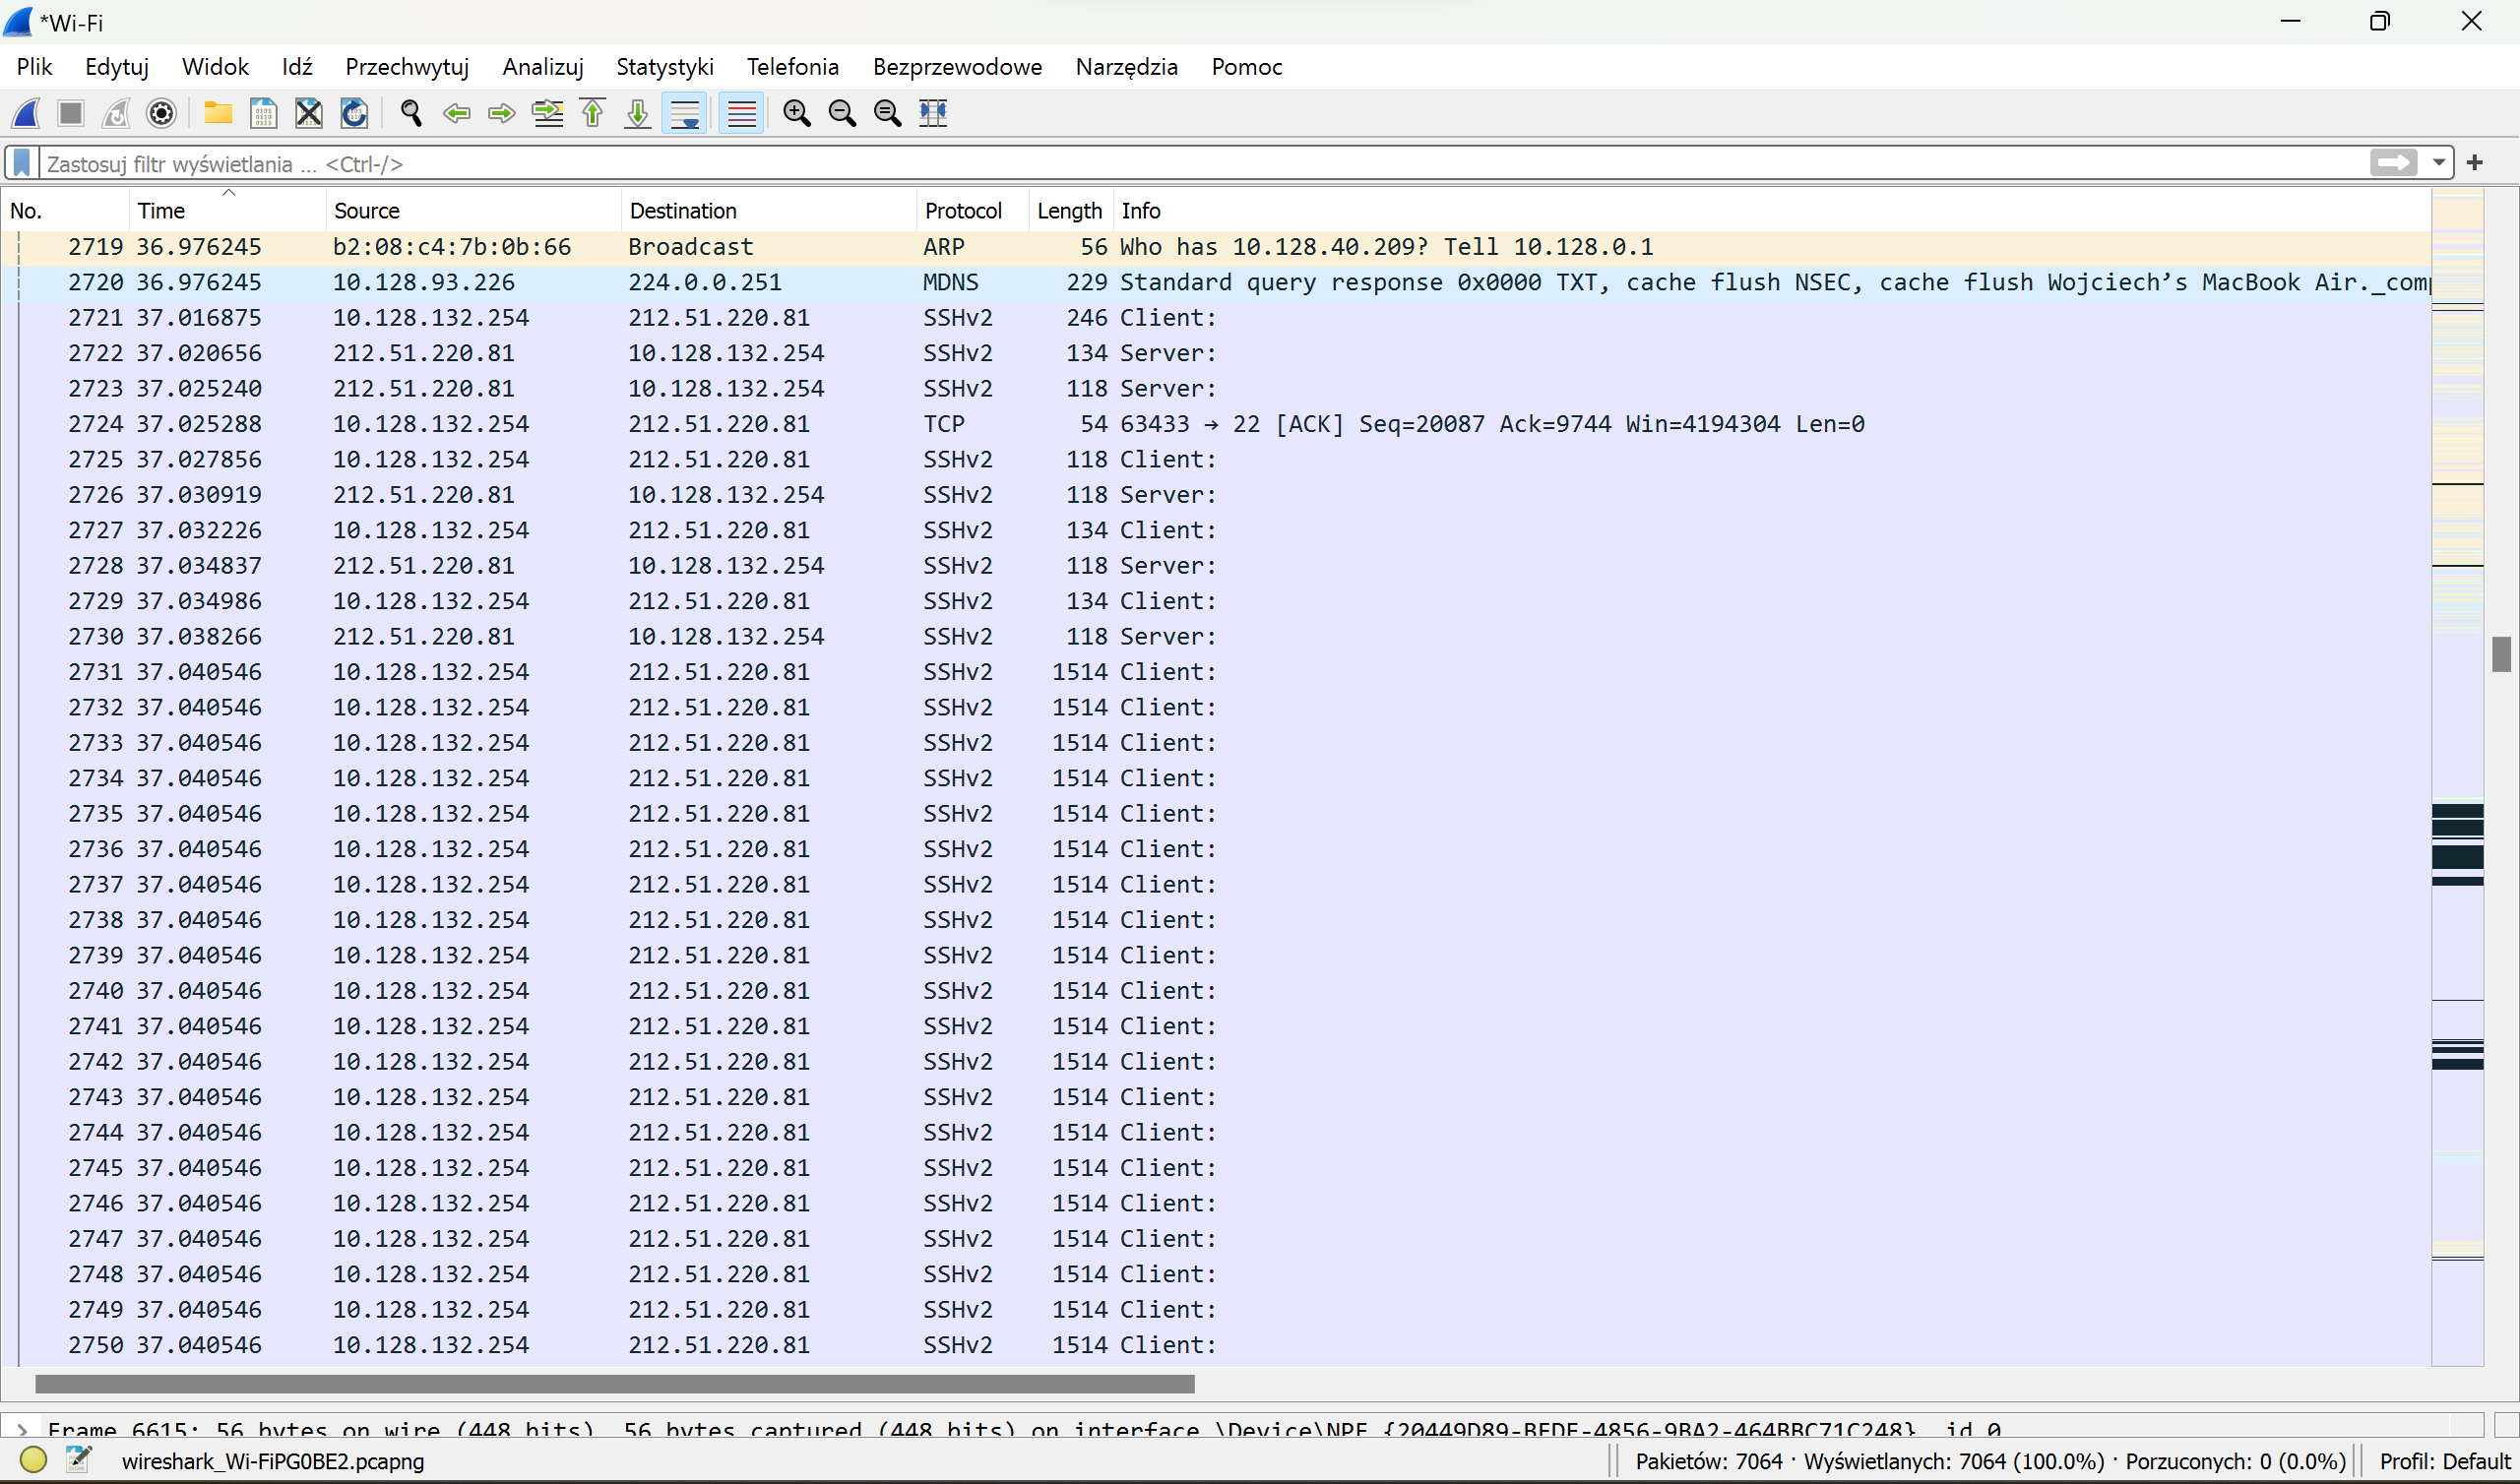 *Wi-Fi
Plik Edytuj Widok Idź Przechwytuj Analizuj Statystyki Telefonia Bezprzewodowe Narzędzia Pomoc
Zastosuj filtr wyświetlania ... <Ctrl-/>
No. Time Source Destination Protocol Length Info
2719 36.976245 b2:08:c4:7b:0b:66 Broadcast ARP 56 Who has 10.128.40.209? Tell 10.128.0.1
2720 36.976245 10.128.93.226 224.0.0.251 MDNS 229 Standard query response 0x0000 TXT, cache flush NSEC, cache flush Wojciech’s MacBook Air._com
2721 37.016875 10.128.132.254 212.51.220.81 SSHv2 246 Client:
2722 37.020656 212.51.220.81 10.128.132.254 SSHv2 134 Server:
2723 37.025240 212.51.220.81 10.128.132.254 SSHv2 118 Server:
2724 37.025288 10.128.132.254 212.51.220.81 TCP 54 63433 → 22 [ACK] Seq=20087 Ack=9744 Win=4194304 Len=0
2725 37.027856 10.128.132.254 212.51.220.81 SSHv2 118 Client:
2726 37.030919 212.51.220.81 10.128.132.254 SSHv2 118 Server:
2727 37.032226 10.128.132.254 212.51.220.81 SSHv2 134 Client:
2728 37.034837 212.51.220.81 10.128.132.254 SSHv2 118 Server:
2729 37.034986 10.128.132.254 212.51.220.81 SSHv2 134 Client:
2730 37.038266 212.51.220.81 10.128.132.254 SSHv2 118 Server:
2731 37.040546 10.128.132.254 212.51.220.81 SSHv2 1514 Client:
2732 37.040546 10.128.132.254 212.51.220.81 SSHv2 1514 Client:
2733 37.040546 10.128.132.254 212.51.220.81 SSHv2 1514 Client:
2734 37.040546 10.128.132.254 212.51.220.81 SSHv2 1514 Client:
2735 37.040546 10.128.132.254 212.51.220.81 SSHv2 1514 Client:
2736 37.040546 10.128.132.254 212.51.220.81 SSHv2 1514 Client:
2737 37.040546 10.128.132.254 212.51.220.81 SSHv2 1514 Client:
2738 37.040546 10.128.132.254 212.51.220.81 SSHv2 1514 Client:
2739 37.040546 10.128.132.254 212.51.220.81 SSHv2 1514 Client:
2740 37.040546 10.128.132.254 212.51.220.81 SSHv2 1514 Client:
2741 37.040546 10.128.132.254 212.51.220.81 SSHv2 1514 Client:
2742 37.040546 10.128.132.254 212.51.220.81 SSHv2 1514 Client:
2743 37.040546 10.128.132.254 212.51.220.81 SSHv2 1514 Client:
2744 37.040546 10.128.132.254 212.51.220.81 SSHv2 1514 Client:
2745 37.040546 10.128.132.254 212.51.220.81 SSHv2 1514 Client:
2746 37.040546 10.128.132.254 212.51.220.81 SSHv2 1514 Client:
2747 37.040546 10.128.132.254 212.51.220.81 SSHv2 1514 Client:
2748 37.040546 10.128.132.254 212.51.220.81 SSHv2 1514 Client:
2749 37.040546 10.128.132.254 212.51.220.81 SSHv2 1514 Client:
2750 37.040546 10.128.132.254 212.51.220.81 SSHv2 1514 Client:
Frame 6615: 56 bytes on wire (448 bits), 56 bytes captured (448 bits) on interface \Device\NPF_{20449D89-BEDE-4856-9BA2-464BBC71C248}, id 0
wireshark_Wi-FiPG0BE2.pcapng Pakietów: 7064 · Wyświetlanych: 7064 (100.0%) · Porzuconych: 0 (0.0%) Profil: Default